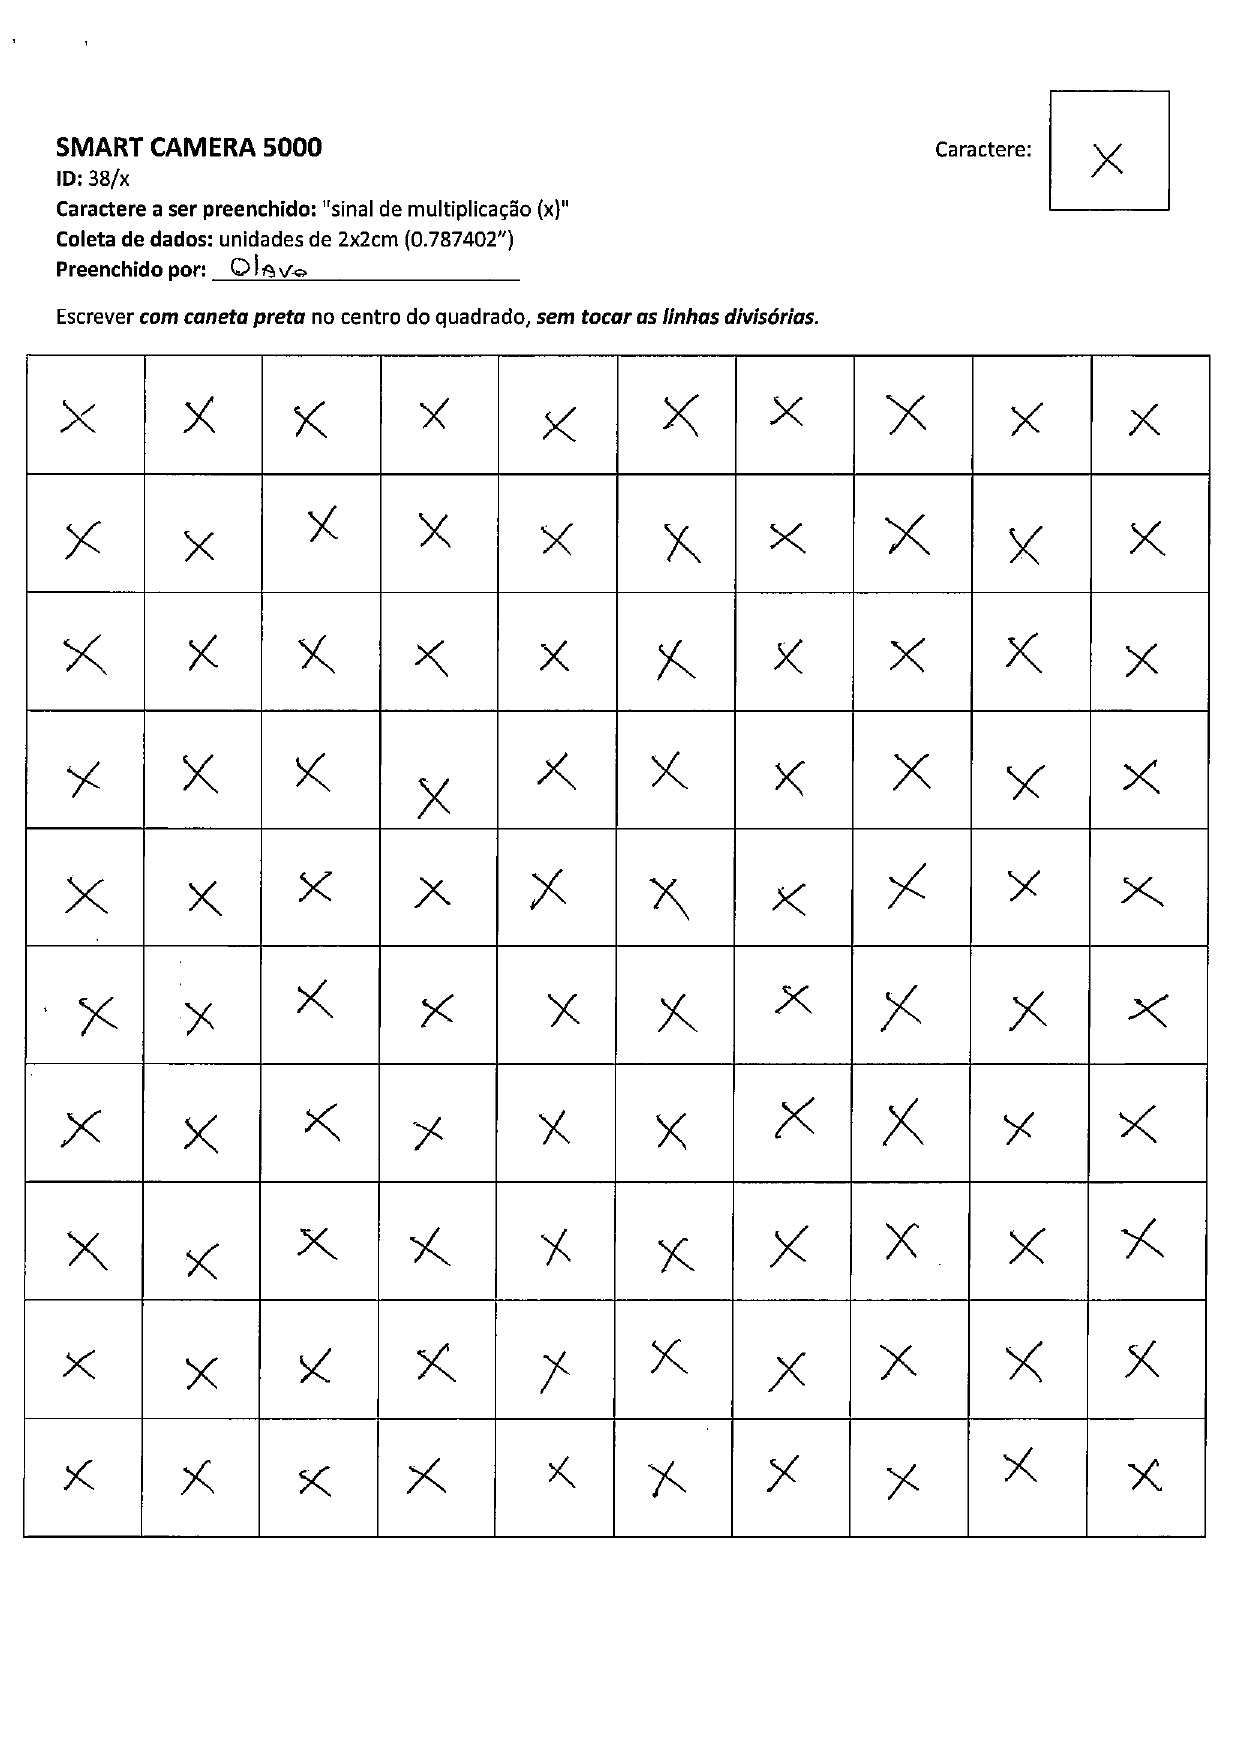 SMART CAMERA 5000
Caractere: x
ID: 38/x
Caractere a ser preenchido: "sinal de multiplicação (x)"
Coleta de dados: unidades de 2x2cm (0.787402")
Preenchido por: Olavo
Escrever com caneta preta no centro do quadrado, sem tocar as linhas divisórias.
x x x x x x x x x x
x x x x x x x x x x
x x x x x x x x x x
x x x x x x x x x x
x x x x x x x x x x
x x x x x x x x x x
x x x x x x x x x x
x x x x x x x x x x
x x x x x x x x x x
x x x x x x x x x x